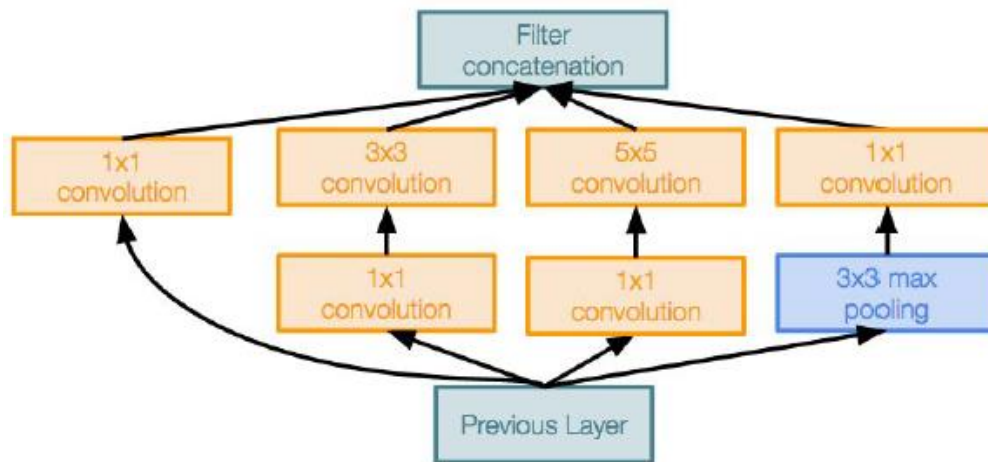 Filter
concatenation
1x1
convolution
3x3
convolution
5x5
convolution
1x1
convolution
1x1
convolution
1x1
convolution
3x3 max
pooling
Previous Layer